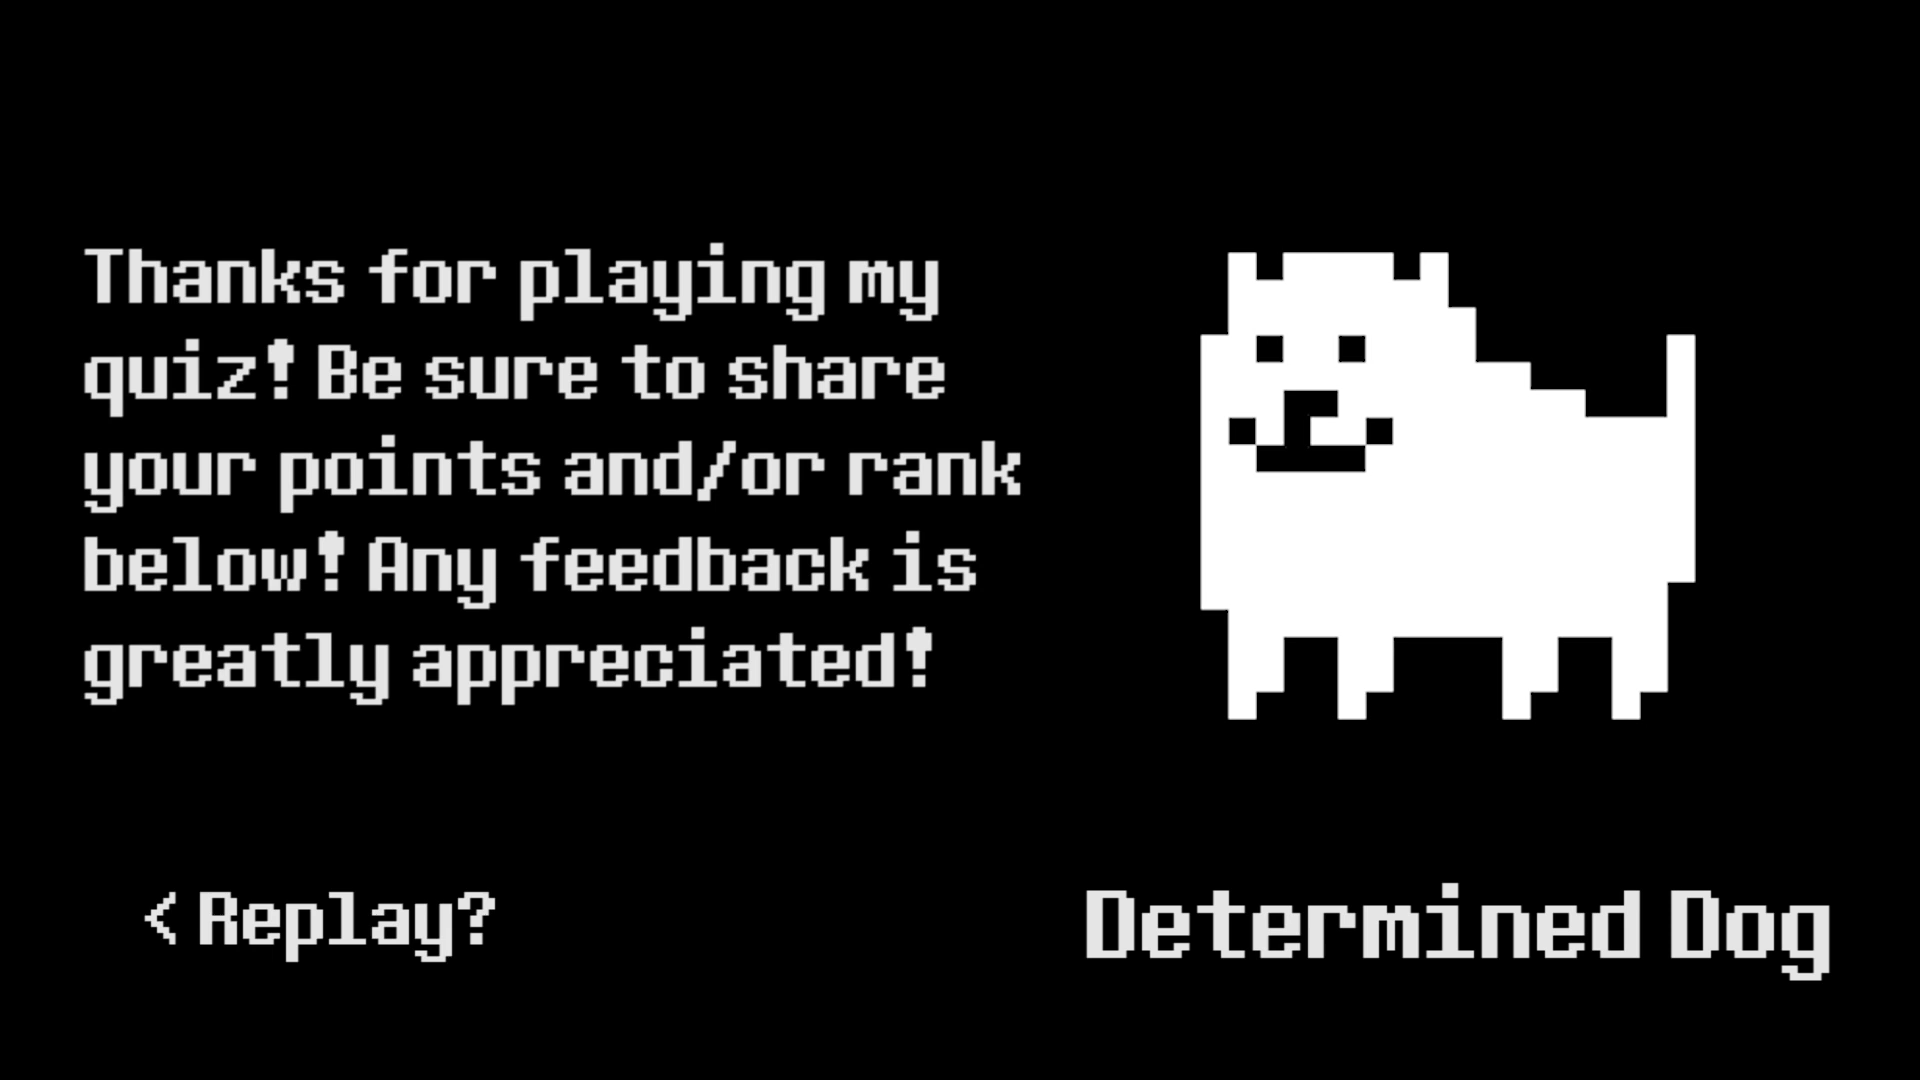 Thanks for playing my
quiz! Be sure to share
your points and/or rank
below! Any feedback is
greatly appreciated!
< Replay?
Determined Dog